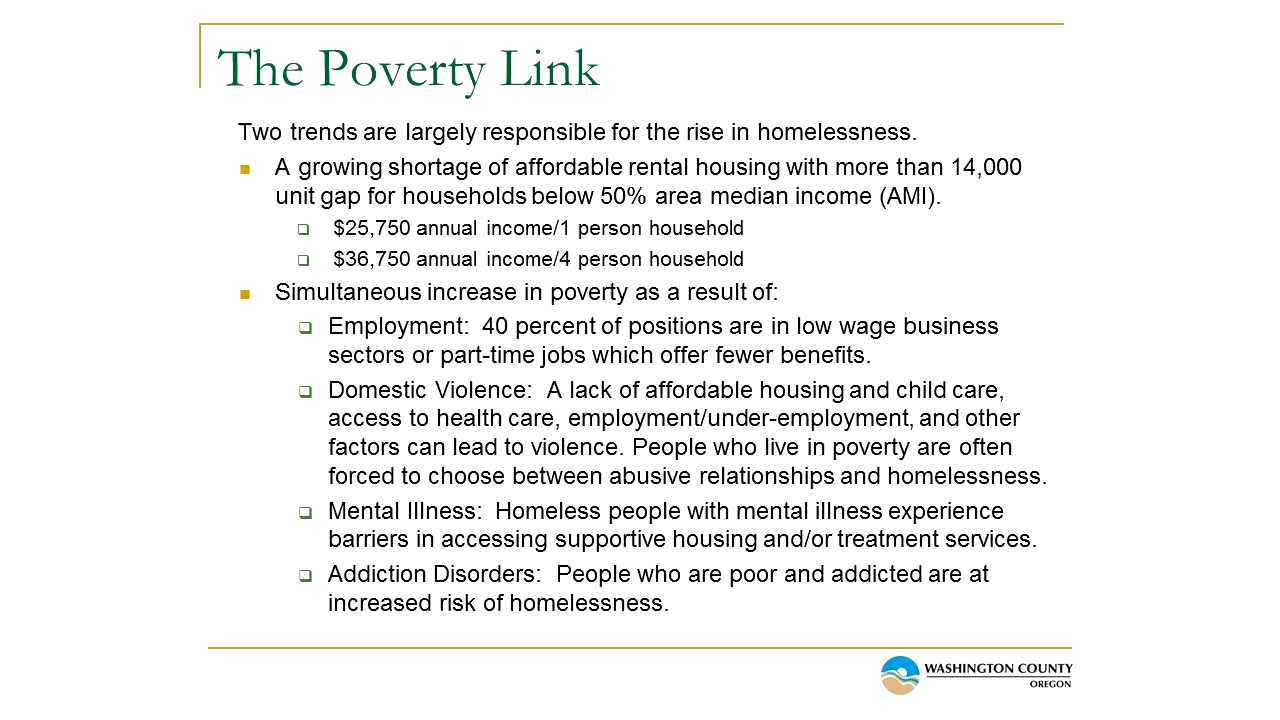 The Poverty Link
Two trends are largely responsible for the rise in homelessness.
A growing shortage of affordable rental housing with more than 14,000
unit gap for households below 50% area median income (AMI).
$25,750 annual income/1 person household
$36,750 annual income/4 person household
Simultaneous increase in poverty as a result of:
Employment: 40 percent of positions are in low wage business
sectors or part-time jobs which offer fewer benefits.
Domestic Violence: A lack of affordable housing and child care,
access to health care, employment/under-employment, and other
factors can lead to violence. People who live in poverty are often
forced to choose between abusive relationships and homelessness.
Mental Illness: Homeless people with mental illness experience
barriers in accessing supportive housing and/or treatment services.
Addiction Disorders: People who are poor and addicted are at
increased risk of homelessness.
WASHINGTON COUNTY
OREGON